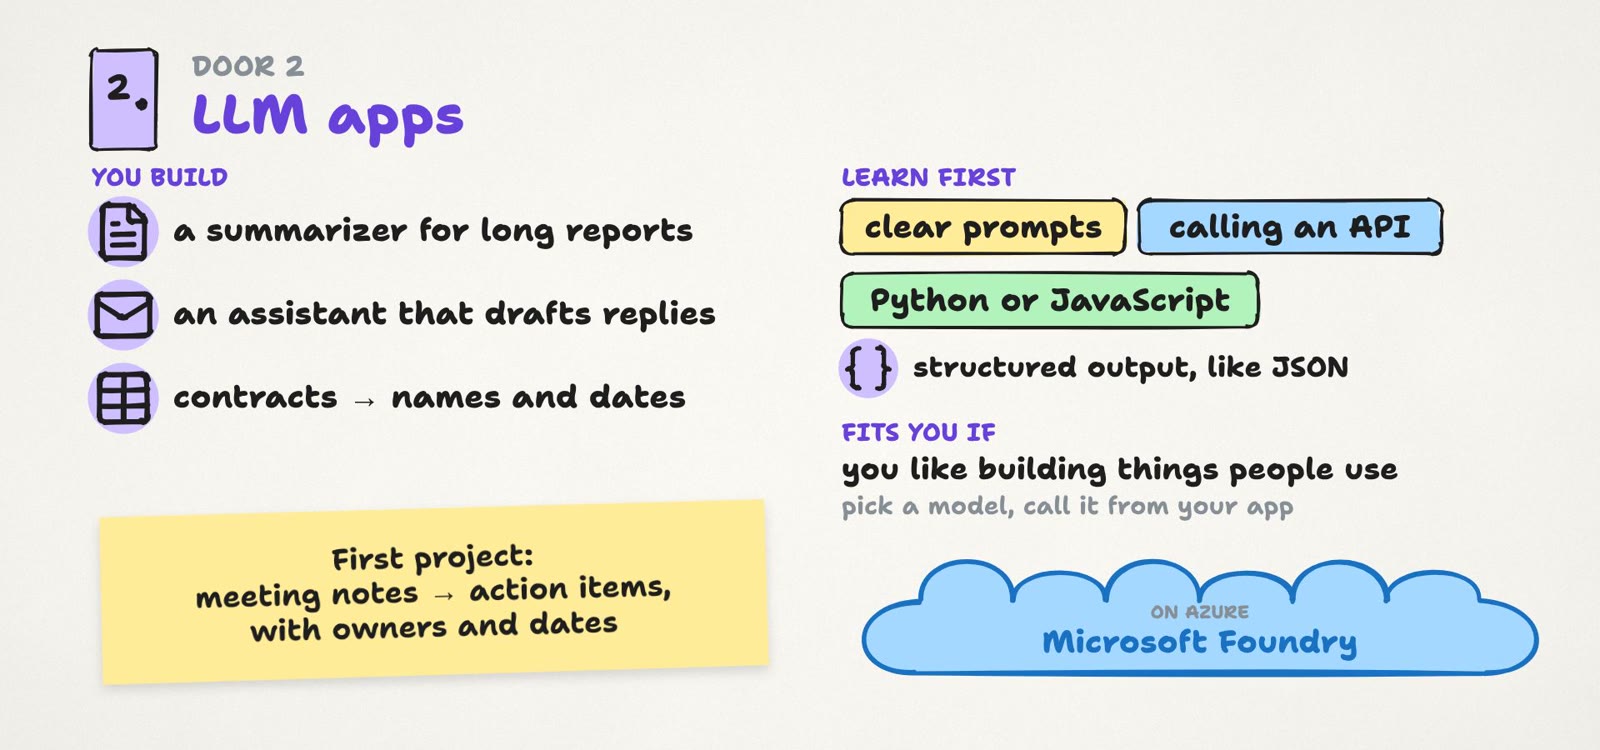 2.
DOOR 2
LLM apps
YOU BUILD
a summarizer for long reports
an assistant that drafts replies
contracts → names and dates
First project:
meeting notes → action items,
with owners and dates
LEARN FIRST
clear prompts
calling an API
Python or JavaScript
{ } structured output, like JSON
FITS YOU IF
you like building things people use
pick a model, call it from your app
ON AZURE
Microsoft Foundry